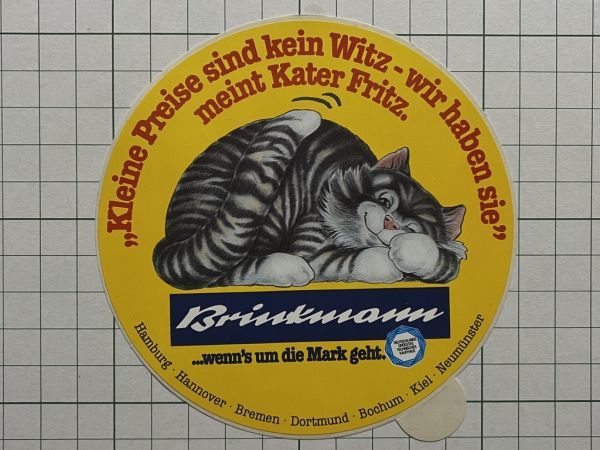 „Kleine Preise sind kein Witz - wir haben sie”
meint Kater Fritz.
Brinkmann
...wenn's um die Mark geht.
Hamburg · Hannover · Bremen · Dortmund · Bochum · Kiel · Neumünster